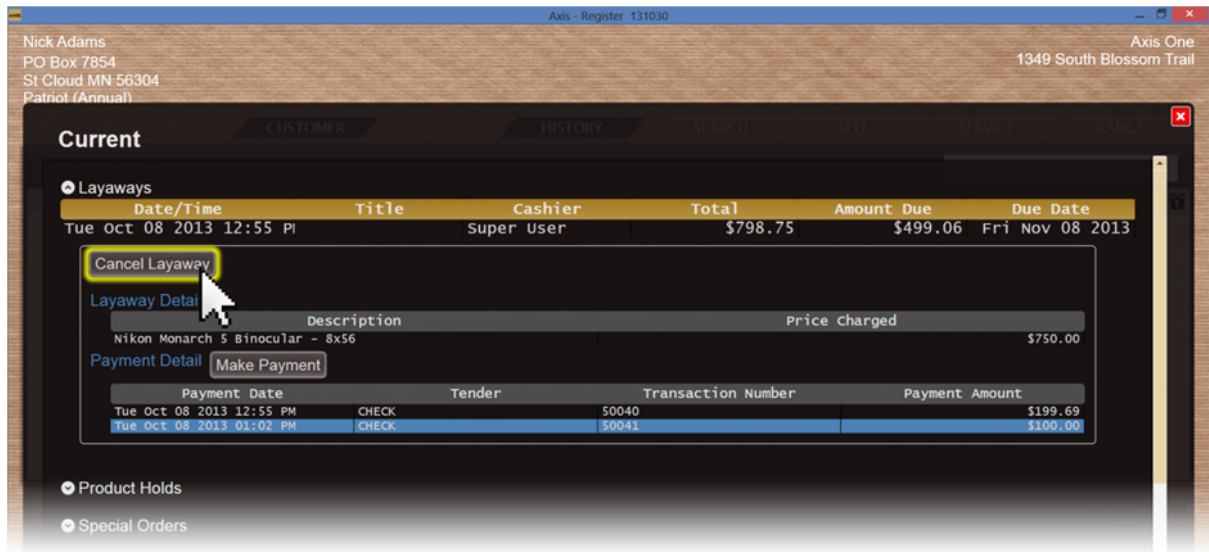 Axis - Register 131030
Nick Adams
PO Box 7854
St Cloud MN 56304
Patriot (Annual)
Axis One
1349 South Blossom Trail
CUSTOMER HISTORY SEARCH SELL SERVICE RANGE
Current
Layaways
Date/Time Title Cashier Total Amount Due Due Date
Tue Oct 08 2013 12:55 PI Super User $798.75 $499.06 Fri Nov 08 2013
Cancel Layaway
Layaway Detai
Description Price Charged
Nikon Monarch 5 Binocular - 8x56 $750.00
Payment Detail Make Payment
Payment Date Tender Transaction Number Payment Amount
Tue Oct 08 2013 12:55 PM CHECK 50040 $199.69
Tue Oct 08 2013 01:02 PM CHECK 50041 $100.00
Product Holds
Special Orders